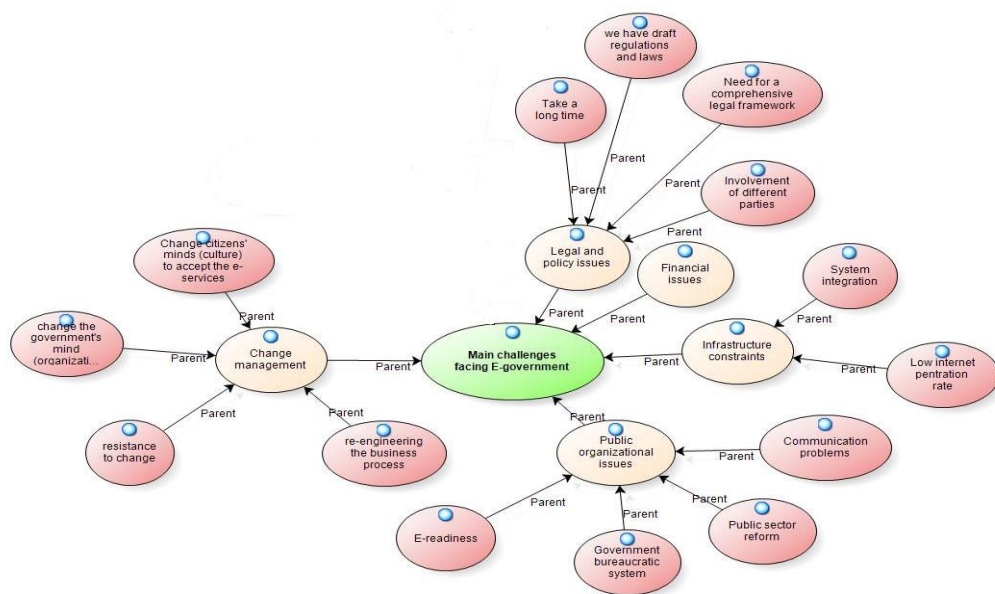 we have draft
regulations
and laws
Need for a
comprehensive
legal framework
Take a
long time
Parent
Parent
Parent
Involvement
of different
parties
Parent
Legal and
policy issues
Financial
issues
System
integration
Change citizens'
minds (culture)
to accept the e-
services
Parent
Parent
Parent
Parent
change the
government's
mind
(organizati...
Parent
Change
management
Parent
Main challenges
facing E-government
Parent
Infrastructure
constraints
Parent
Low internet
pentration
rate
Parent
Parent
resistance
to change
re-engineering
the business
process
Parent
Public
organizational
issues
Parent
Communication
problems
Parent
Parent
Parent
E-readiness
Government
bureaucratic
system
Public sector
reform